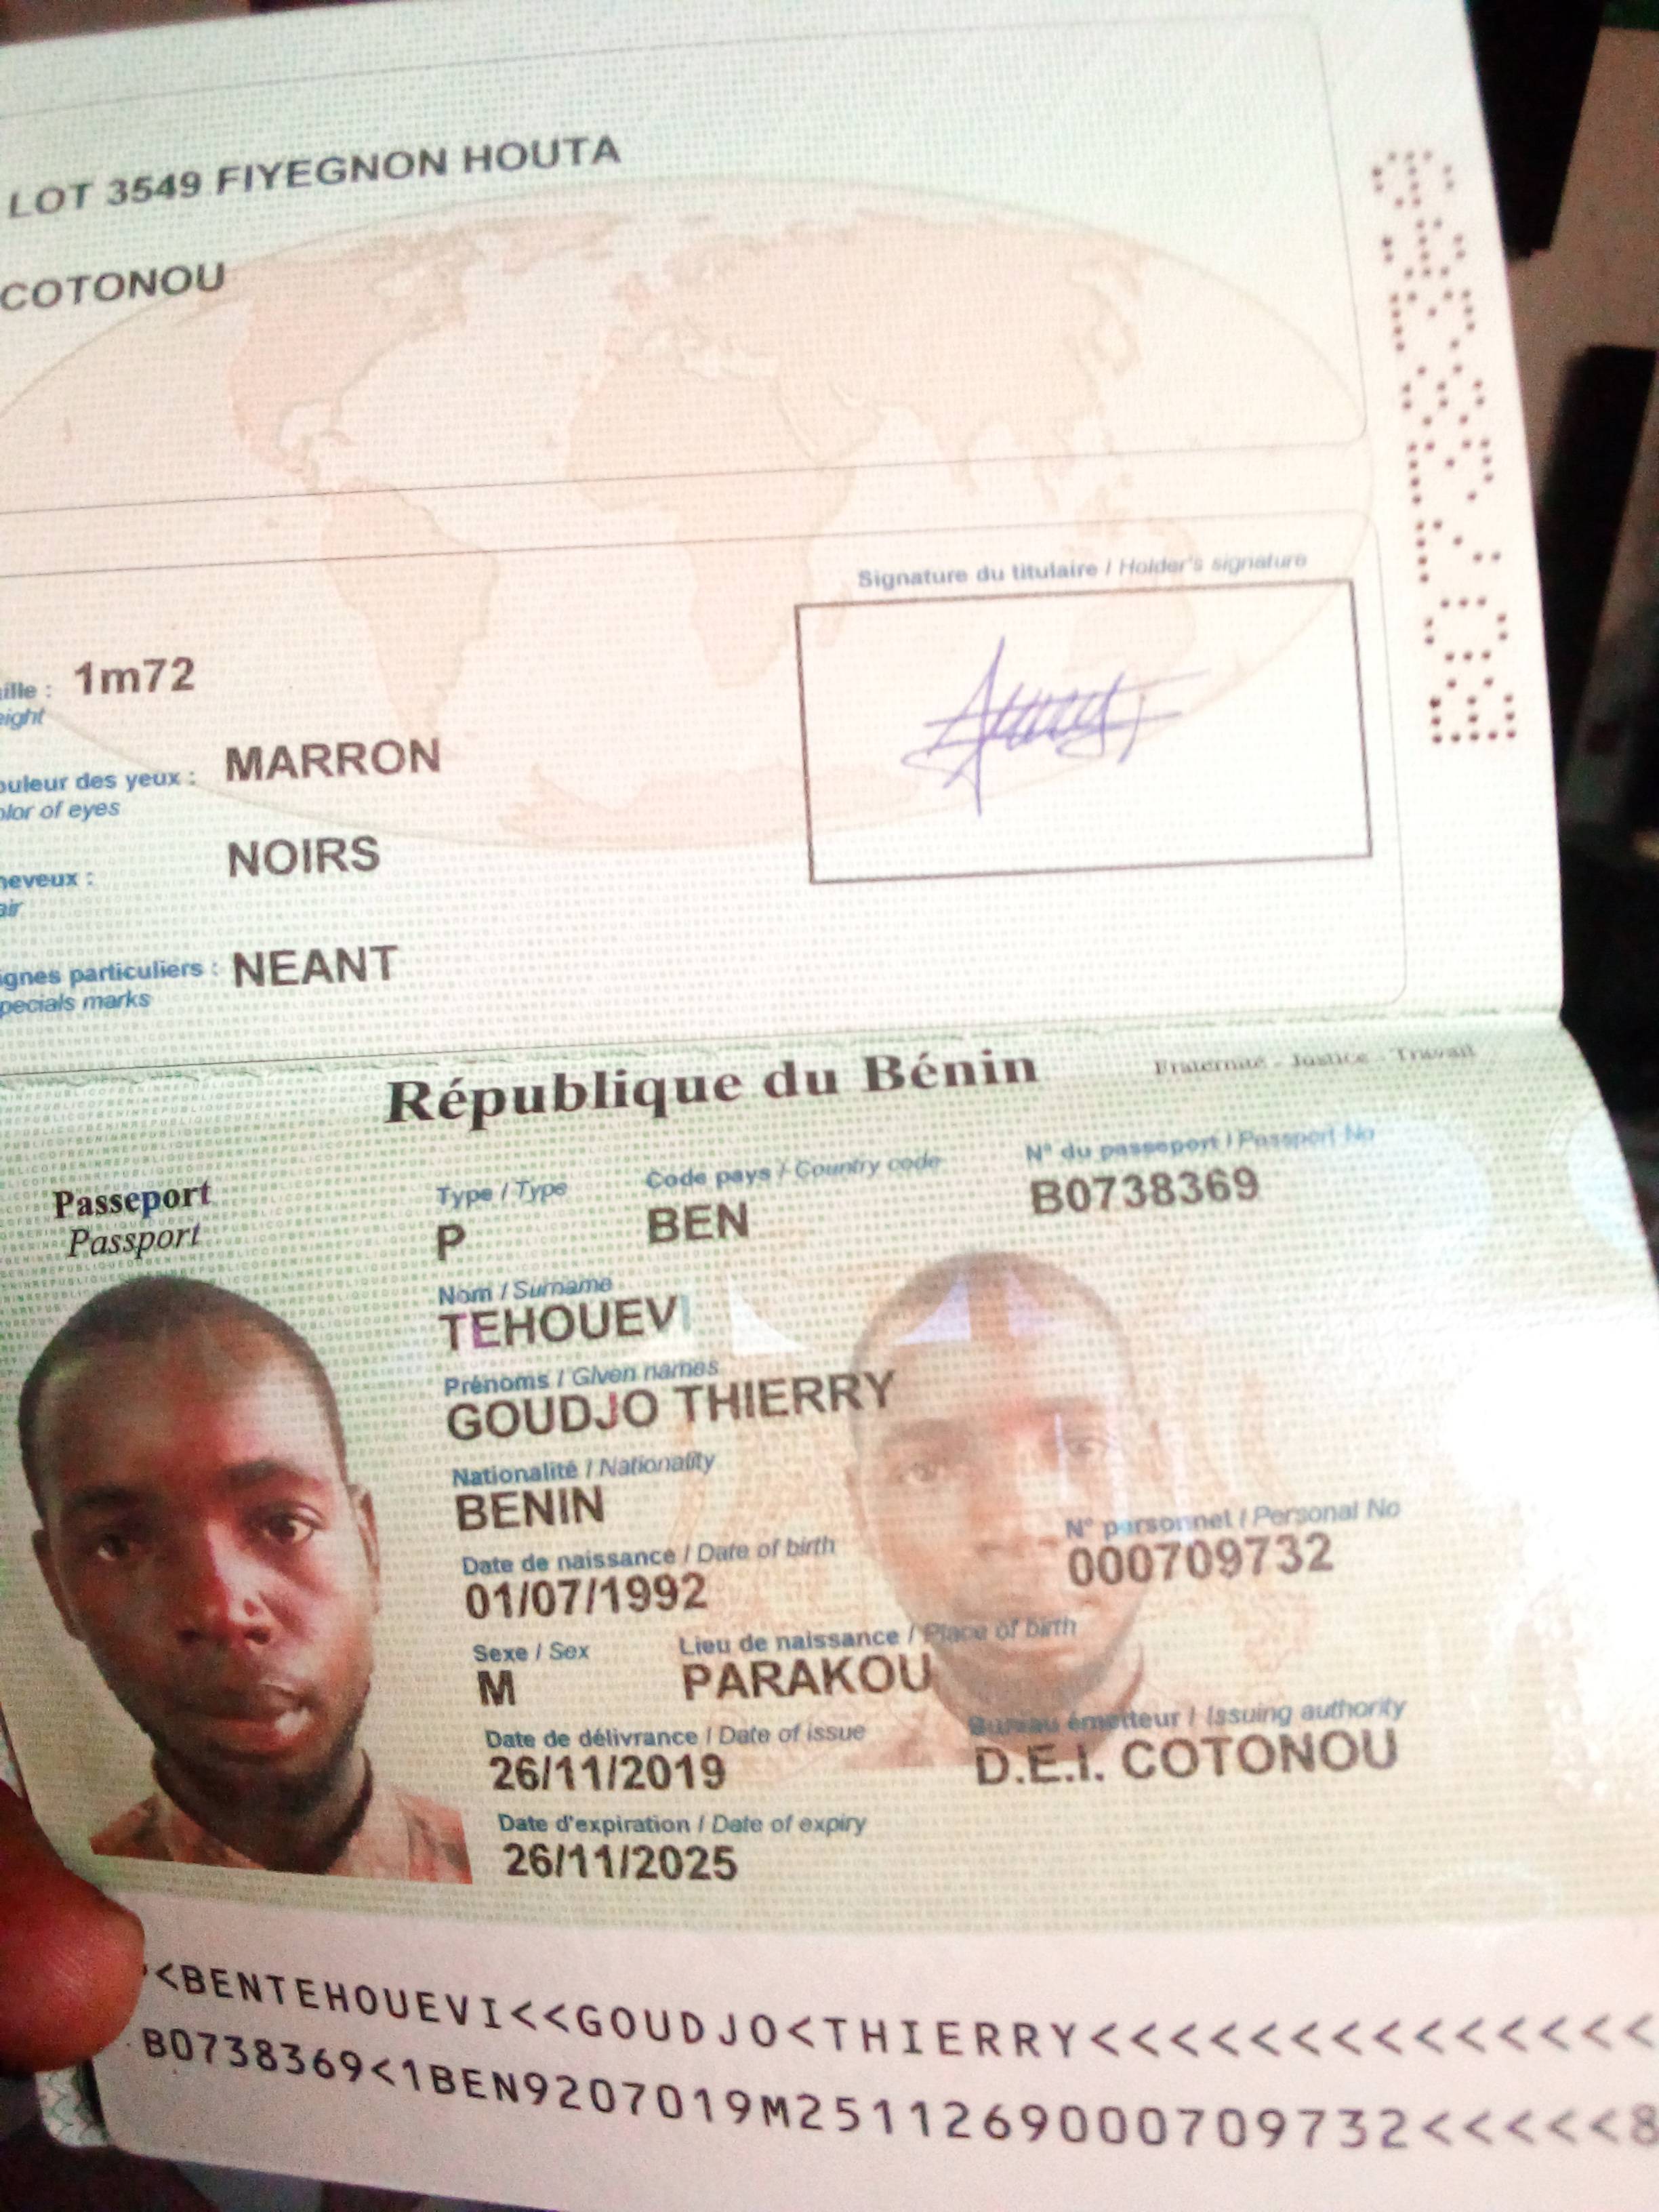 LOT 3549 FIYEGNON HOUTA
COTONOU
Signature du titulaire / Holder's signature
ille : 1m72
eight
ouleur des yeux : MARRON
olor of eyes
heveux : NOIRS
air
ignes particuliers : NEANT
pecials marks
B0738369
République du Bénin
Fraternité - Justice - Travail
Passeport
Passport
Type / Type
Code pays / Country code
N° du passeport / Passport No
P
BEN
B0738369
Nom / Surname
TEHOUEVI
Prénoms / Given names
GOUDJO THIERRY
Nationalité / Nationality
BENIN
Date de naissance / Date of birth
N° personnel / Personal No
01/07/1992
000709732
Sexe / Sex
Lieu de naissance / Place of birth
M
PARAKOU
Date de délivrance / Date of issue
Bureau émetteur / Issuing authority
26/11/2019
D.E.I. COTONOU
Date d'expiration / Date of expiry
26/11/2025
<BENTEHOUEVI<<GOUDJO<THIERRY<<<<<<<<<<<<<<
B0738369<1BEN9207019M2511269000709732<<<<<8